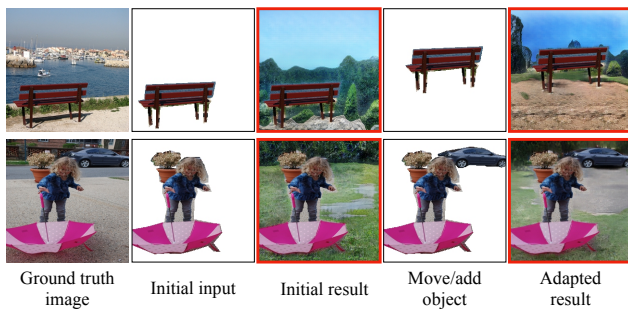 Ground truth
image
Initial input
Initial result
Move/add
object
Adapted
result